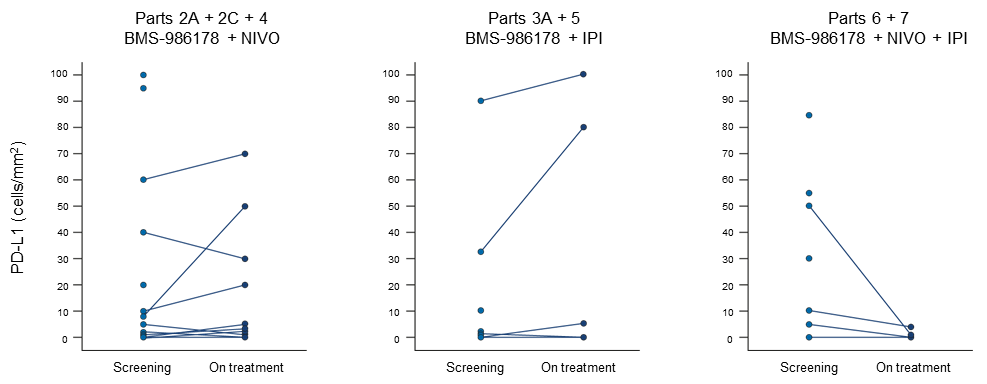 Parts 2A + 2C + 4
BMS-986178 + NIVO
Parts 3A + 5
BMS-986178 + IPI
Parts 6 + 7
BMS-986178 + NIVO + IPI
PD-L1 (cells/mm²)
100
90
80
70
60
50
40
30
20
10
0
Screening
On treatment
100
90
80
70
60
50
40
30
20
10
0
Screening
On treatment
100
90
80
70
60
50
40
30
20
10
0
Screening
On treatment